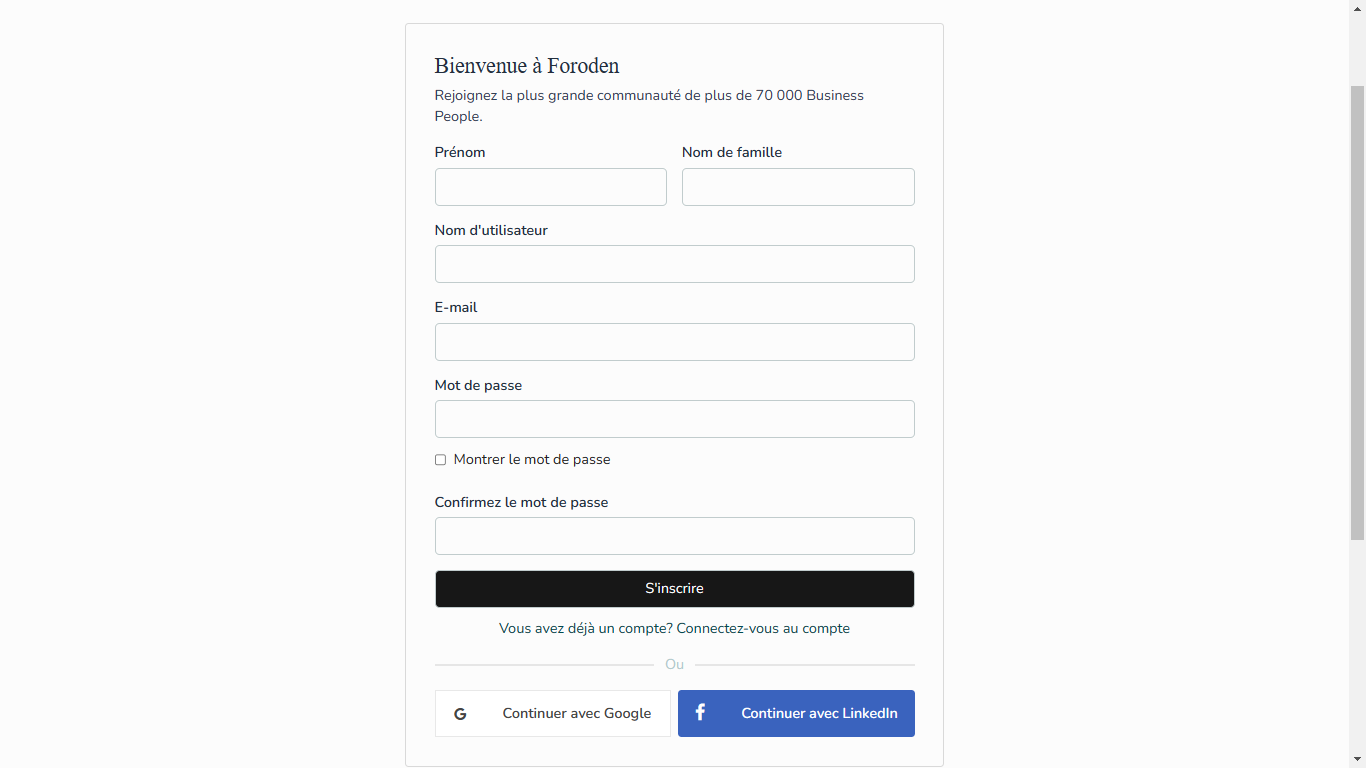 Bienvenue à Foroden
Rejoignez la plus grande communauté de plus de 70 000 Business
People.
Prénom
Nom de famille
Nom d'utilisateur
E-mail
Mot de passe
Montrer le mot de passe
Confirmez le mot de passe
S'inscrire
Vous avez déjà un compte? Connectez-vous au compte
Ou
Continuer avec Google
Continuer avec LinkedIn